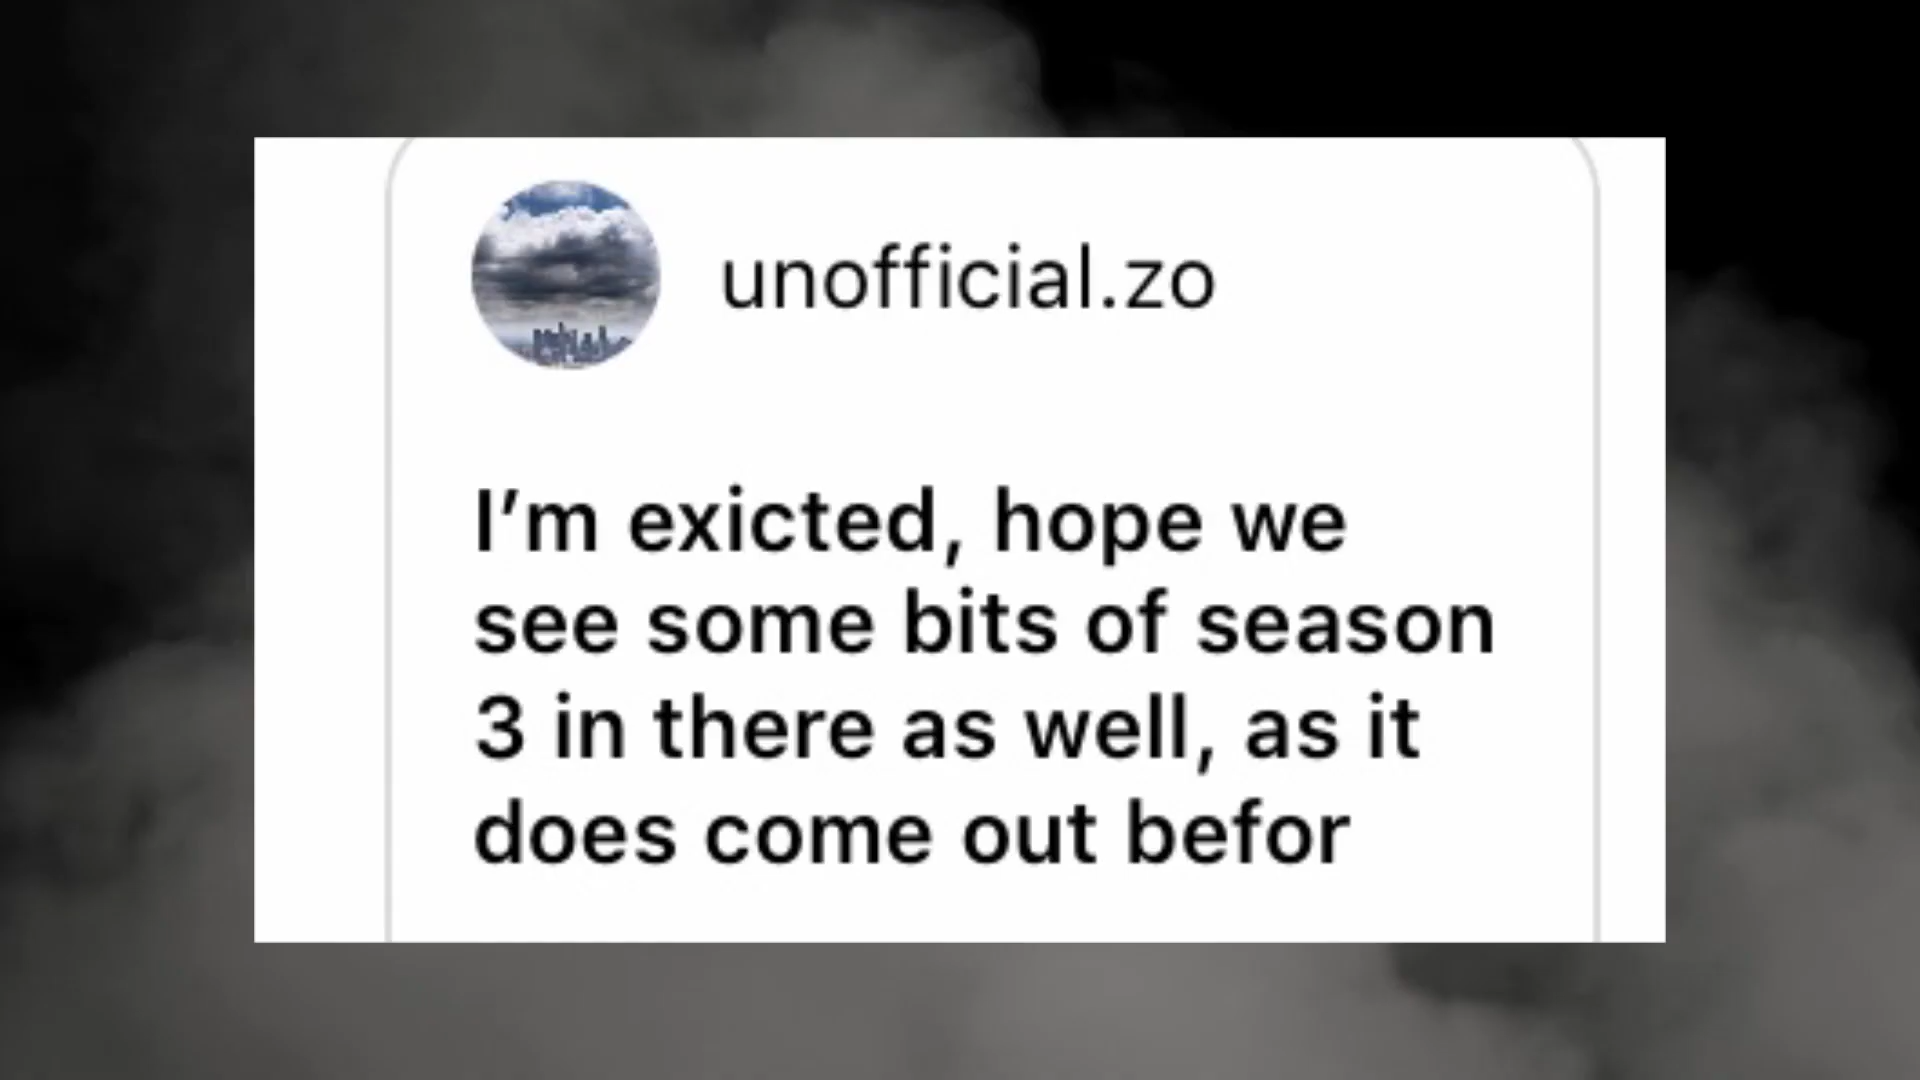 unofficial.zo
I’m exicted, hope we
see some bits of season
3 in there as well, as it
does come out befor